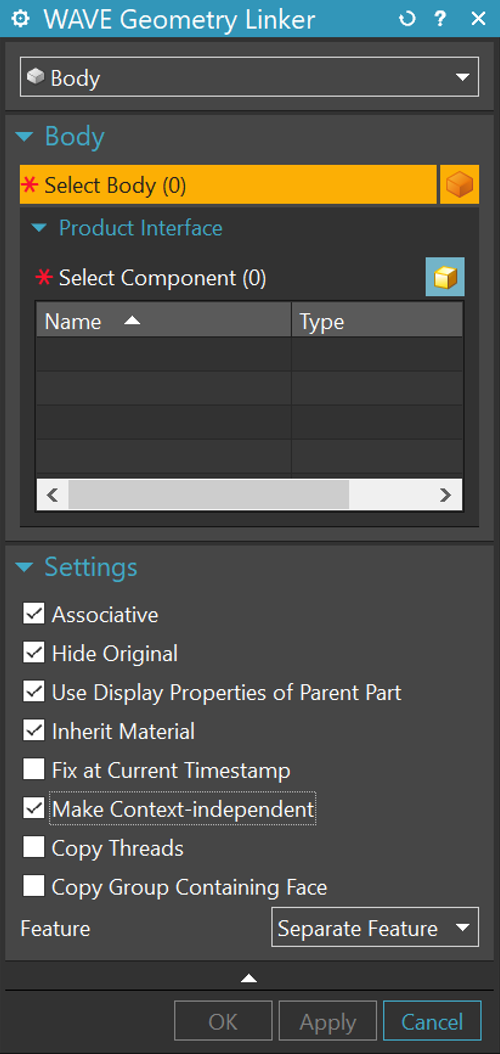 WAVE Geometry Linker
Body
Body
* Select Body (0)
Product Interface
* Select Component (0)
Name Type
Settings
Associative
Hide Original
Use Display Properties of Parent Part
Inherit Material
Fix at Current Timestamp
Make Context-independent
Copy Threads
Copy Group Containing Face
Feature Separate Feature
OK Apply Cancel